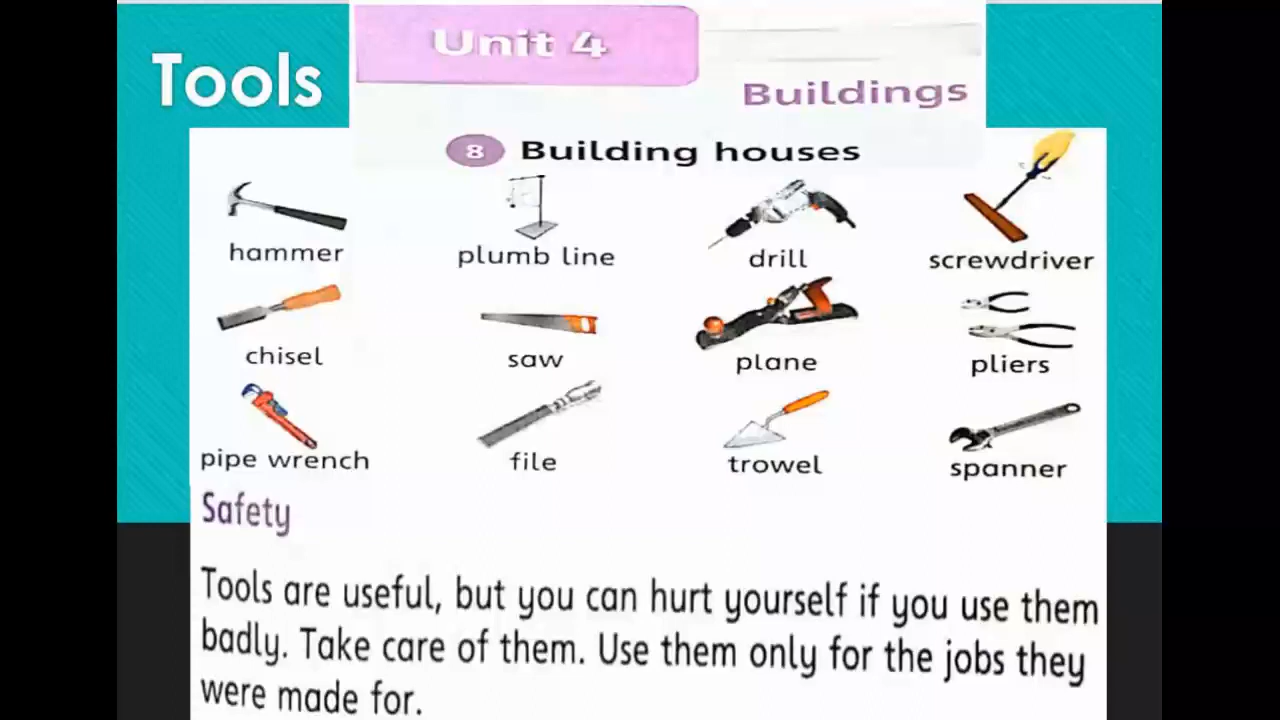 Tools
Unit 4
Buildings
8 Building houses
hammer plumb line drill screwdriver
chisel saw plane pliers
pipe wrench file trowel spanner
Safety
Tools are useful, but you can hurt yourself if you use them
badly. Take care of them. Use them only for the jobs they
were made for.